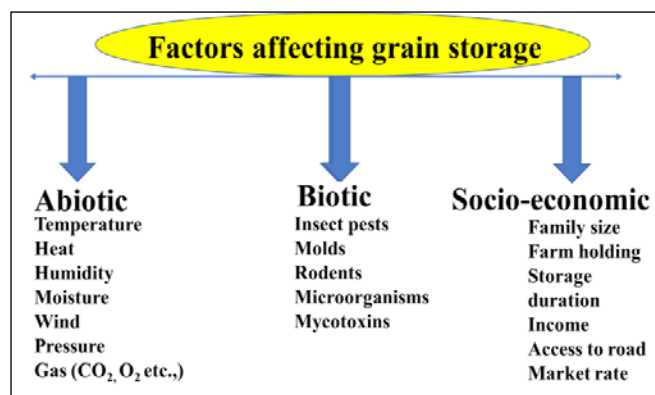 Factors affecting grain storage
Abiotic
Temperature
Heat
Humidity
Moisture
Wind
Pressure
Gas (CO₂, O₂ etc.,)
Biotic
Insect pests
Molds
Rodents
Microorganisms
Mycotoxins
Socio-economic
Family size
Farm holding
Storage
duration
Income
Access to road
Market rate